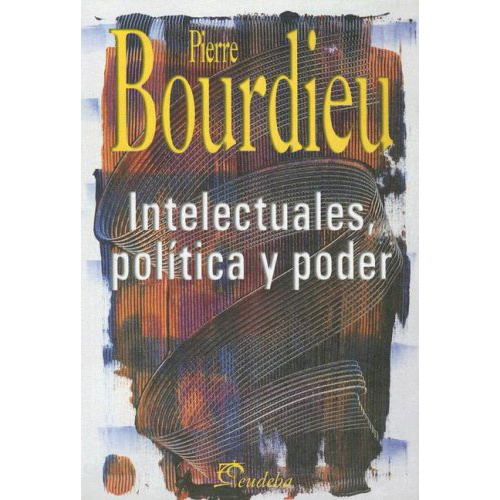 Pierre
Bourdieu
Intelectuales,
política y poder
eudeba